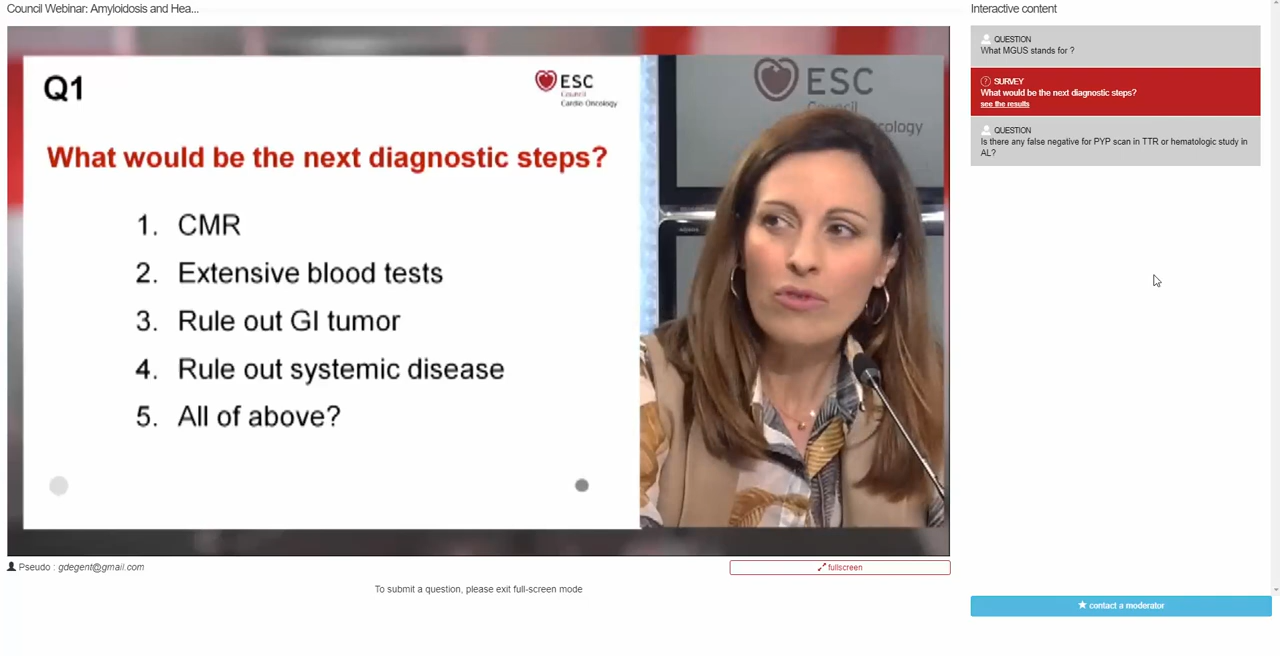 Council Webinar: Amyloidosis and Hea...
Interactive content
Q1
ESC
Council
Cardio-Oncology
What would be the next diagnostic steps?
1. CMR
2. Extensive blood tests
3. Rule out GI tumor
4. Rule out systemic disease
5. All of above?
ESC
Council
cology
QUESTION
What MGUS stands for ?
SURVEY
What would be the next diagnostic steps?
see the results
QUESTION
Is there any false negative for PYP scan in TTR or hematologic study in
AL?
Pseudo : gdegent@gmail.com
fullscreen
To submit a question, please exit full-screen mode
contact a moderator